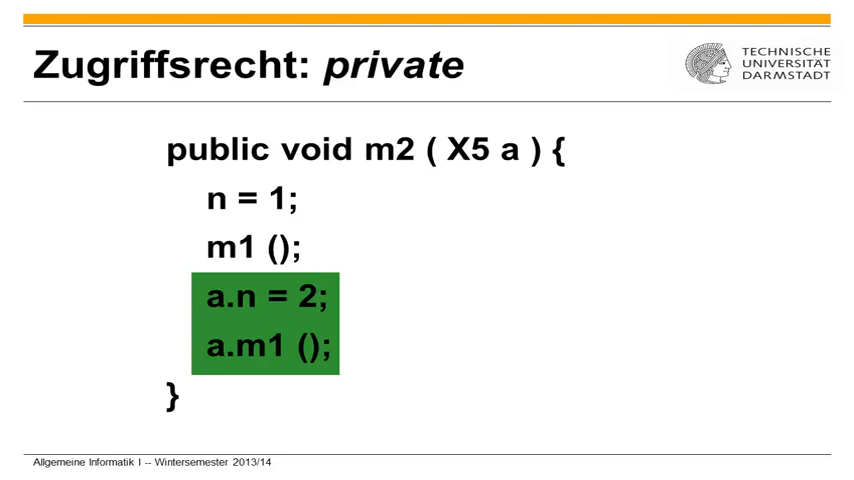 Zugriffsrecht: private
TECHNISCHE
UNIVERSITÄT
DARMSTADT
public void m2 ( X5 a ) {
n = 1;
m1 ();
a.n = 2;
a.m1 ();
}
Allgemeine Informatik I -- Wintersemester 2013/14